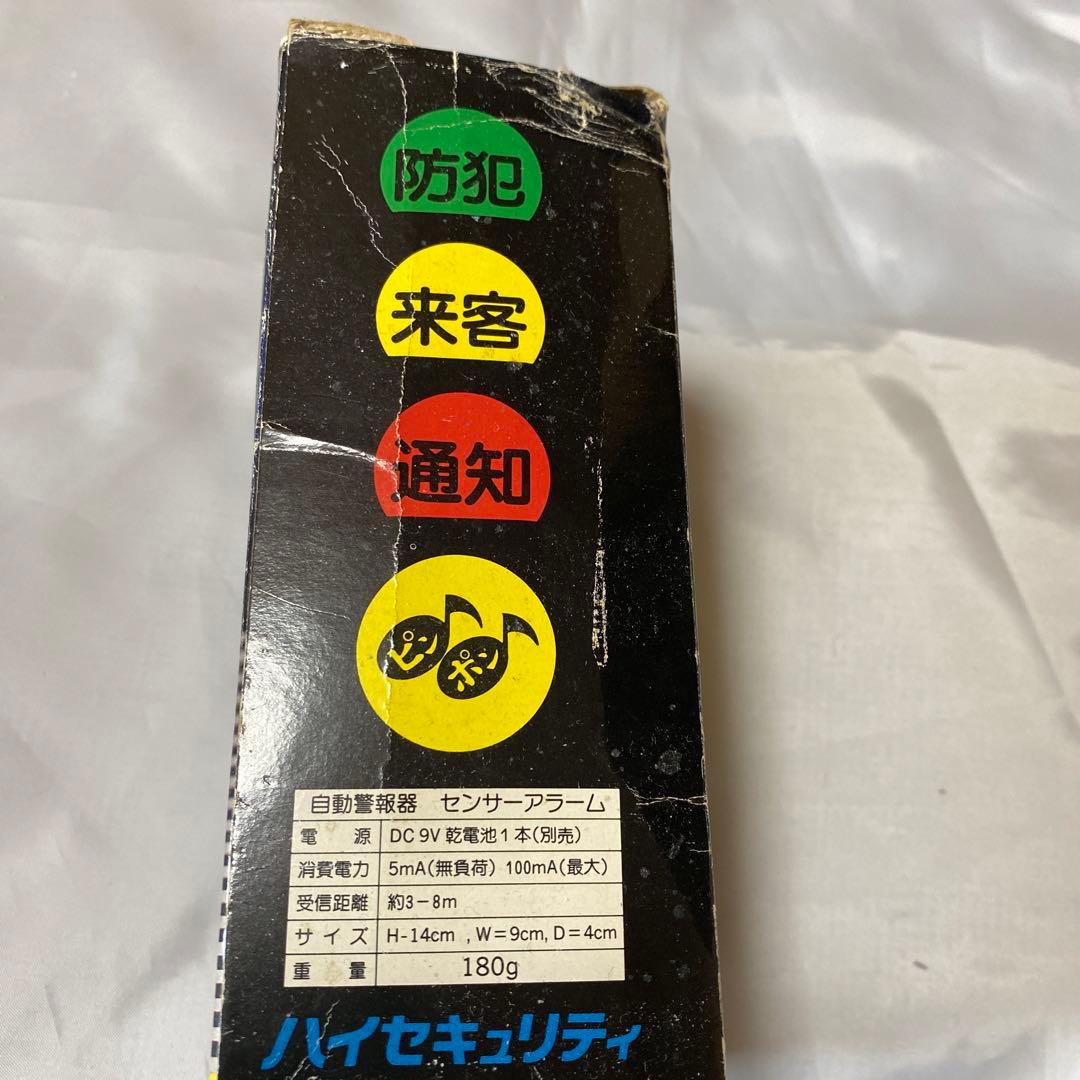 防犯
来客
通知
ピン ポン
自動警報器 センサーアラーム
電源 DC 9V 乾電池1本(別売)
消費電力 5mA(無負荷) 100mA(最大)
受信距離 約3-8m
サイズ H-14cm , W=9cm, D=4cm
重量 180g
ハイセキュリティ